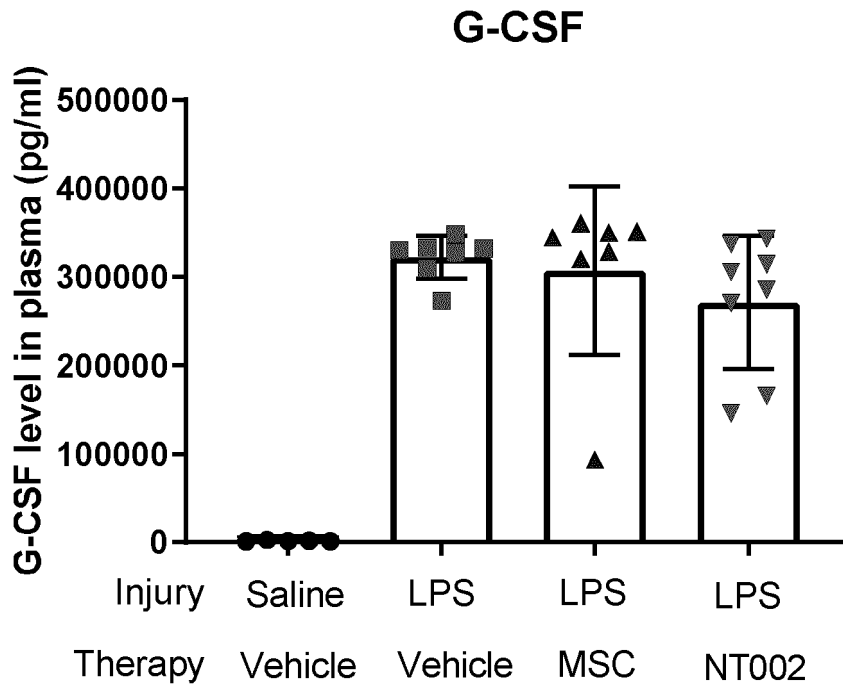 G-CSF
G-CSF level in plasma (pg/ml)
500000
400000
300000
200000
100000
0
Injury Saline LPS LPS LPS
Therapy Vehicle Vehicle MSC NT002